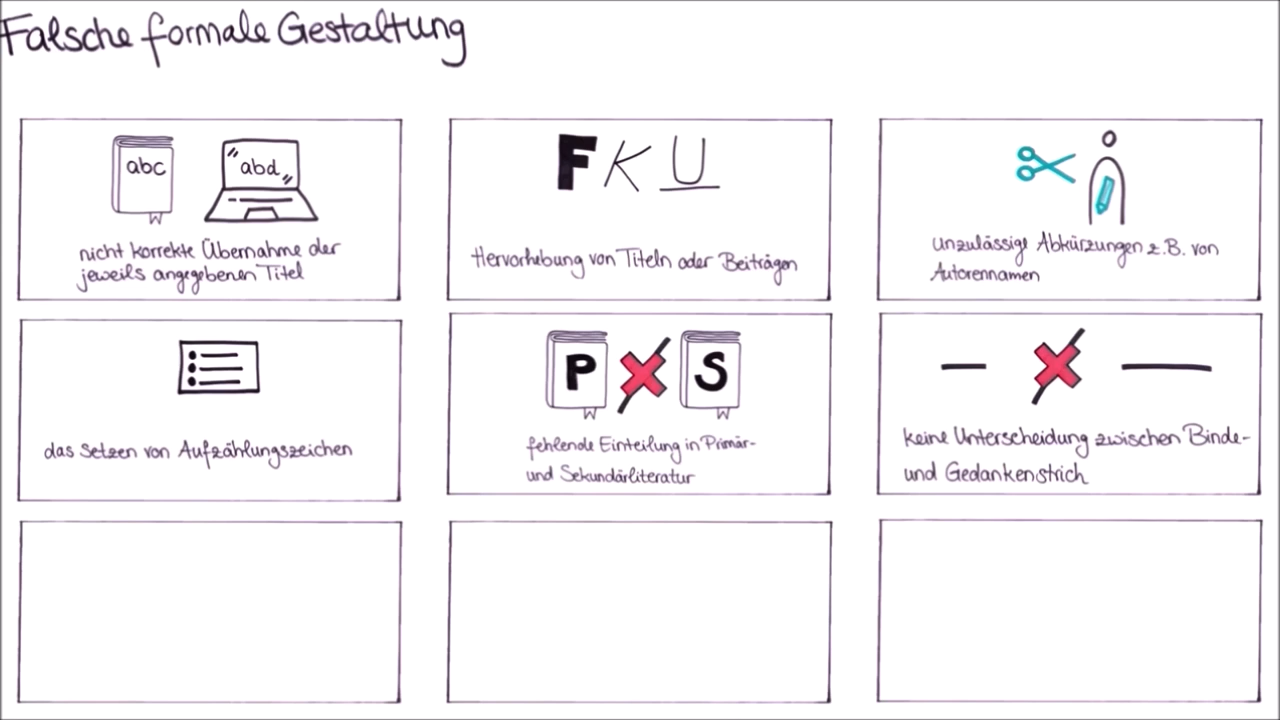 Falsche formale Gestaltung
abc
abd
nicht korrekte Übernahme der
jeweils angegebenen Titel
F K U
Hervorhebung von Titeln oder Beiträgen
unzulässige Abkürzungen z.B. von
Autorennamen
das Setzen von Aufzählungszeichen
P S
fehlende Einteilung in Primär-
und Sekundärliteratur
keine Unterscheidung zwischen Binde-
und Gedankenstrich